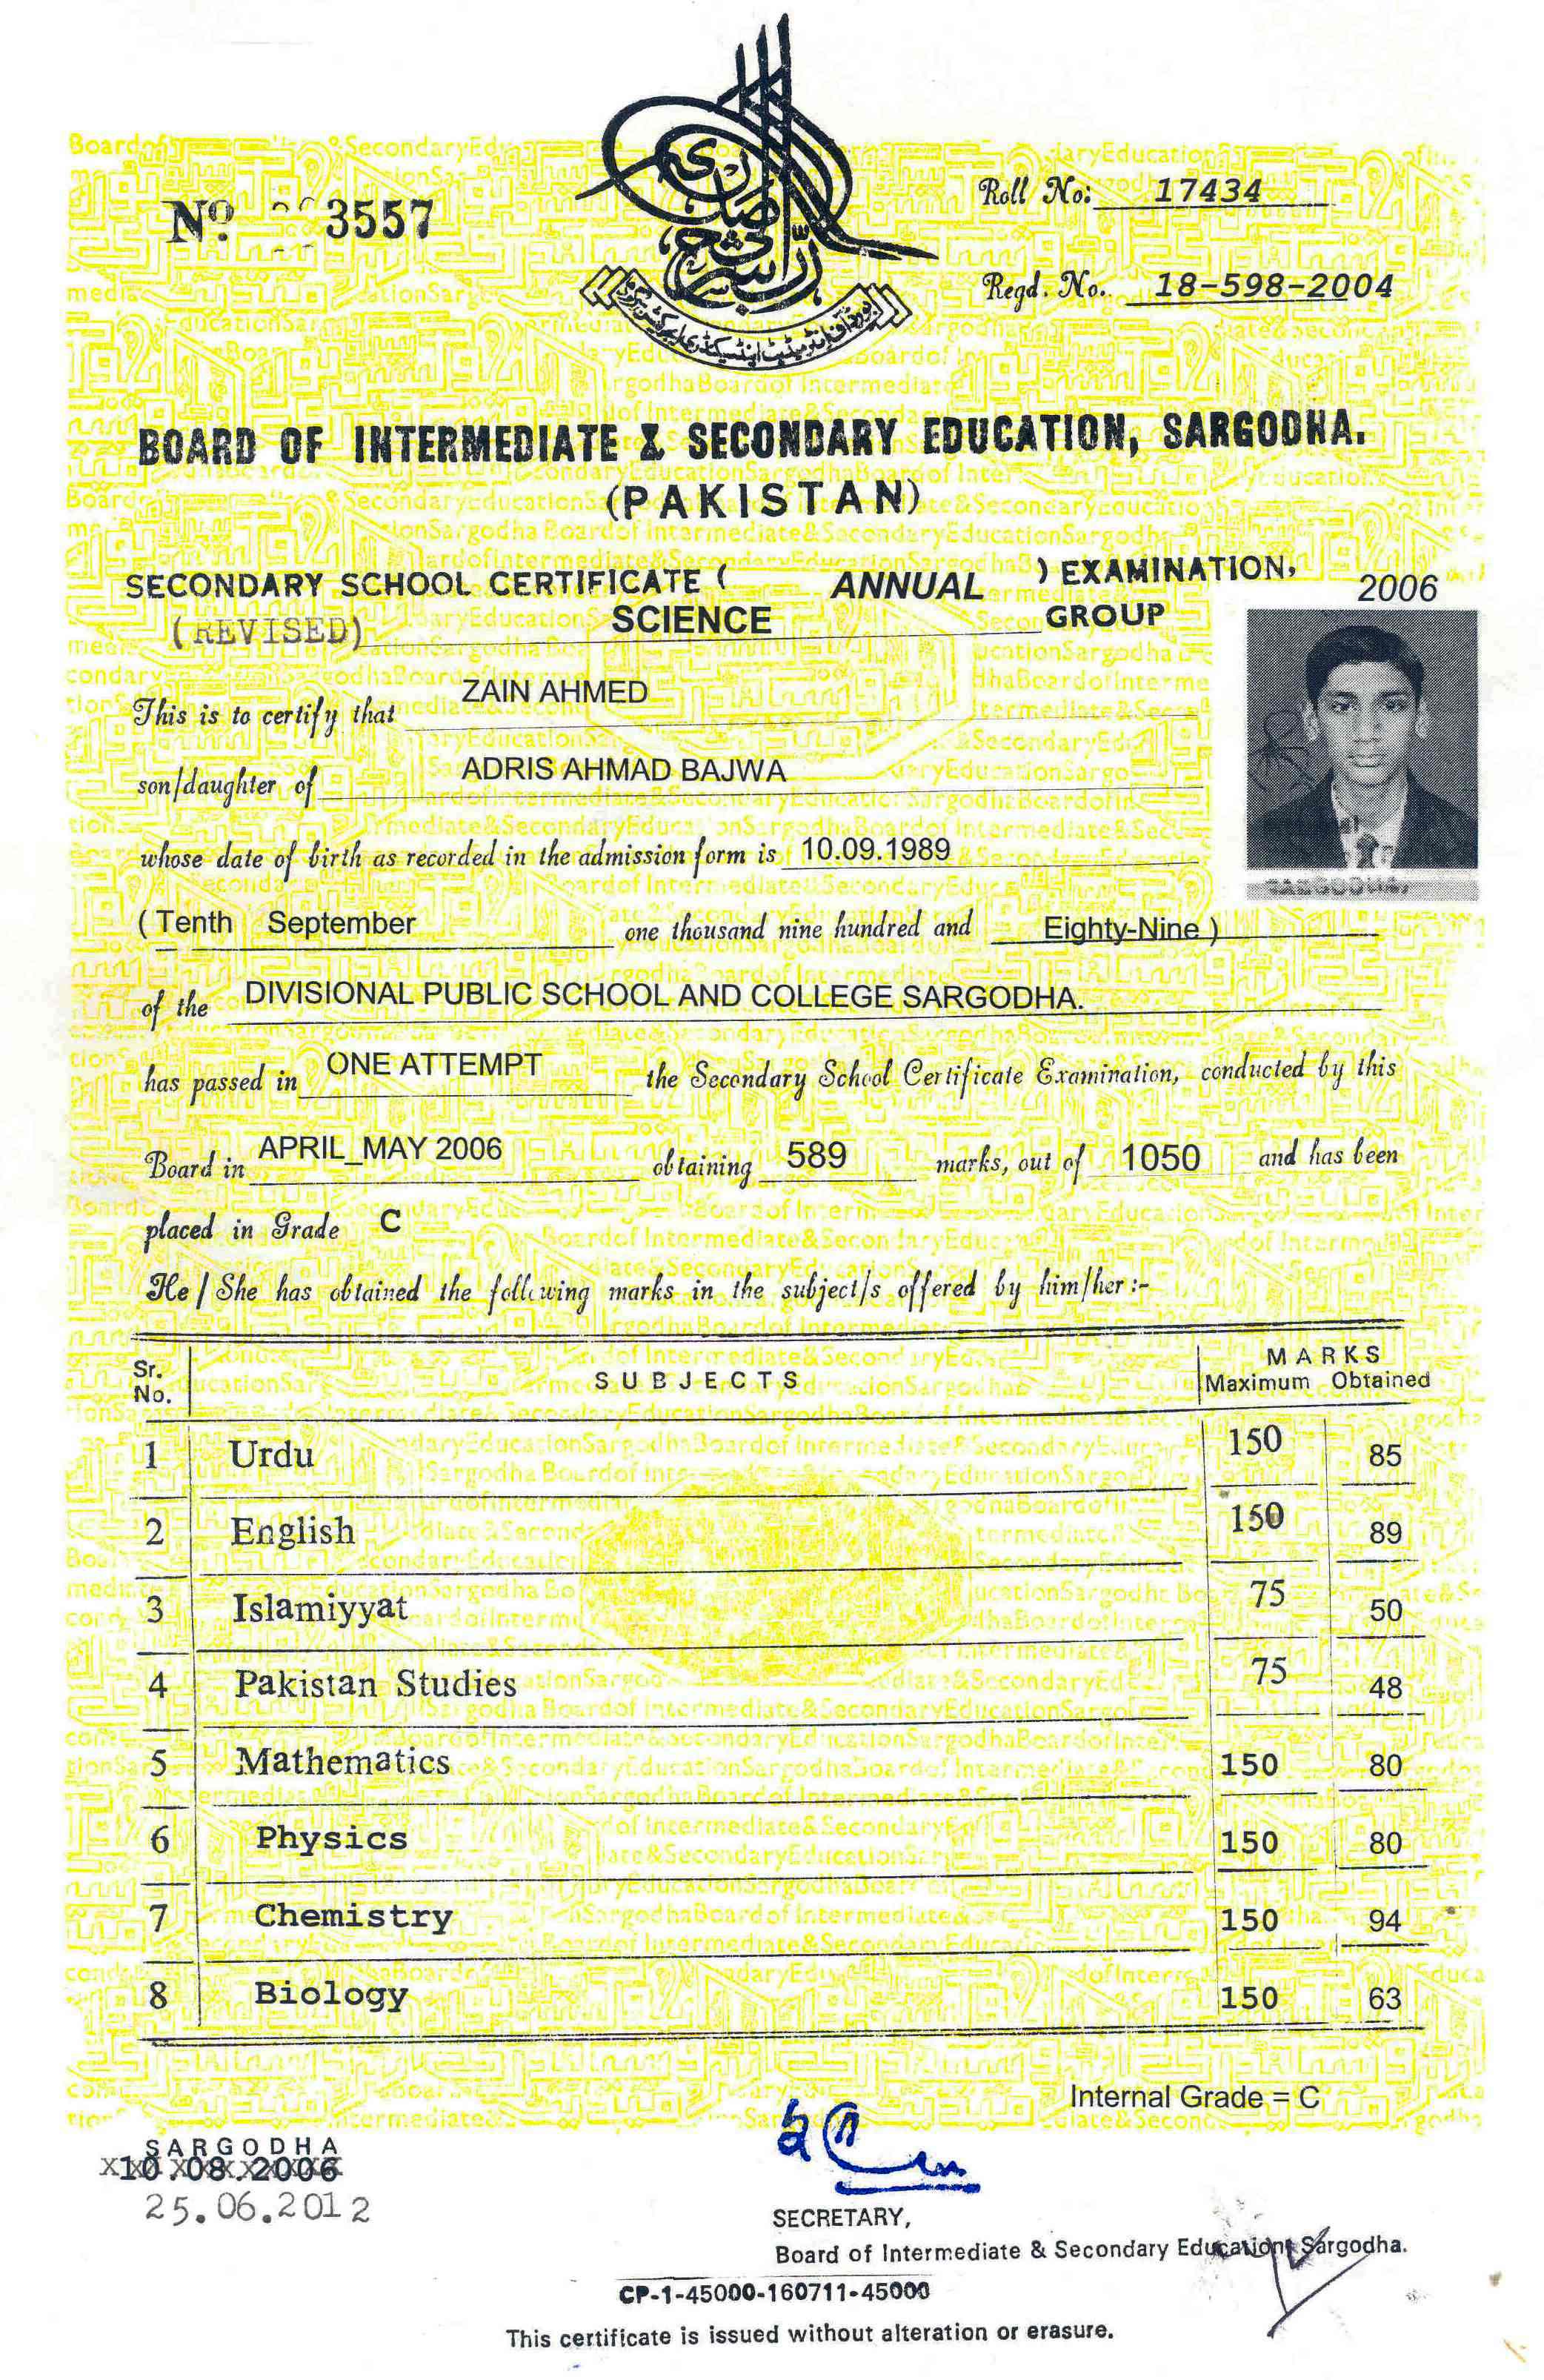 Nº 3557
Roll No: 17434
Regd. No. 18-598-2004
بورڈ آف انٹرمیڈیٹ اینڈ سیکنڈری ایجوکیشن سرگودھا
BOARD OF INTERMEDIATE & SECONDARY EDUCATION, SARGODHA.
(PAKISTAN)
SECONDARY SCHOOL CERTIFICATE ( ANNUAL ) EXAMINATION, 2006
(REVISED) SCIENCE GROUP
This is to certify that ZAIN AHMED
son/daughter of ADRIS AHMAD BAJWA
whose date of birth as recorded in the admission form is 10.09.1989
( Tenth September one thousand nine hundred and Eighty-Nine )
of the DIVISIONAL PUBLIC SCHOOL AND COLLEGE SARGODHA.
has passed in ONE ATTEMPT the Secondary School Certificate Examination, conducted by this
Board in APRIL_MAY 2006 obtaining 589 marks, out of 1050 and has been
placed in Grade C
He / She has obtained the following marks in the subject/s offered by him/her :-
Sr. No. SUBJECTS MARKS Maximum Obtained
1 Urdu 150 85
2 English 150 89
3 Islamiyyat 75 50
4 Pakistan Studies 75 48
5 Mathematics 150 80
6 Physics 150 80
7 Chemistry 150 94
8 Biology 150 63
Internal Grade = C
SARGODHA
10.08.2006
25.06.2012
SECRETARY,
Board of Intermediate & Secondary Education, Sargodha.
CP-1-45000-160711-45000
This certificate is issued without alteration or erasure.